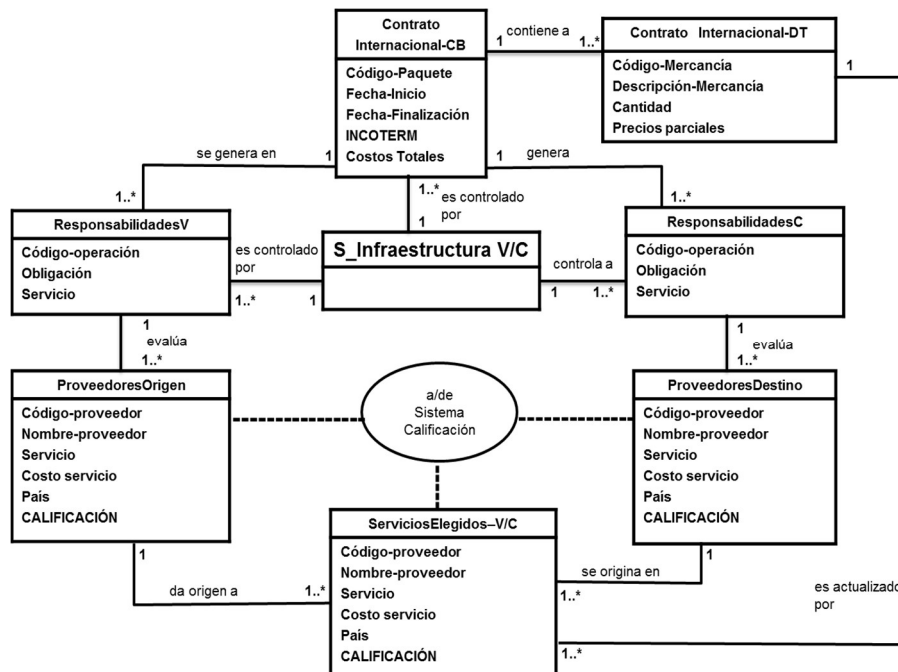 Contrato
Internacional-CB
Código-Paquete
Fecha-Inicio
Fecha-Finalización
INCOTERM
Costos Totales
1
contiene a
1..*
Contrato Internacional-DT
Código-Mercancía
Descripción-Mercancía
Cantidad
Precios parciales
1
se genera en
1
1..*
1
genera
1..*
1..*
es controlado
por
1
ResponsabilidadesV
Código-operación
Obligación
Servicio
es controlado
por
1..*
1
S_Infraestructura V/C
controla a
1
1..*
ResponsabilidadesC
Código-operación
Obligación
Servicio
1
evalúa
1..*
1
evalúa
1..*
ProveedoresOrigen
Código-proveedor
Nombre-proveedor
Servicio
Costo servicio
País
CALIFICACIÓN
a/de
Sistema
Calificación
ProveedoresDestino
Código-proveedor
Nombre-proveedor
Servicio
Costo servicio
País
CALIFICACIÓN
1
da origen a
1..*
ServiciosElegidos–V/C
Código-proveedor
Nombre-proveedor
Servicio
Costo servicio
País
CALIFICACIÓN
1
se origina en
1..*
es actualizado
por
1..*